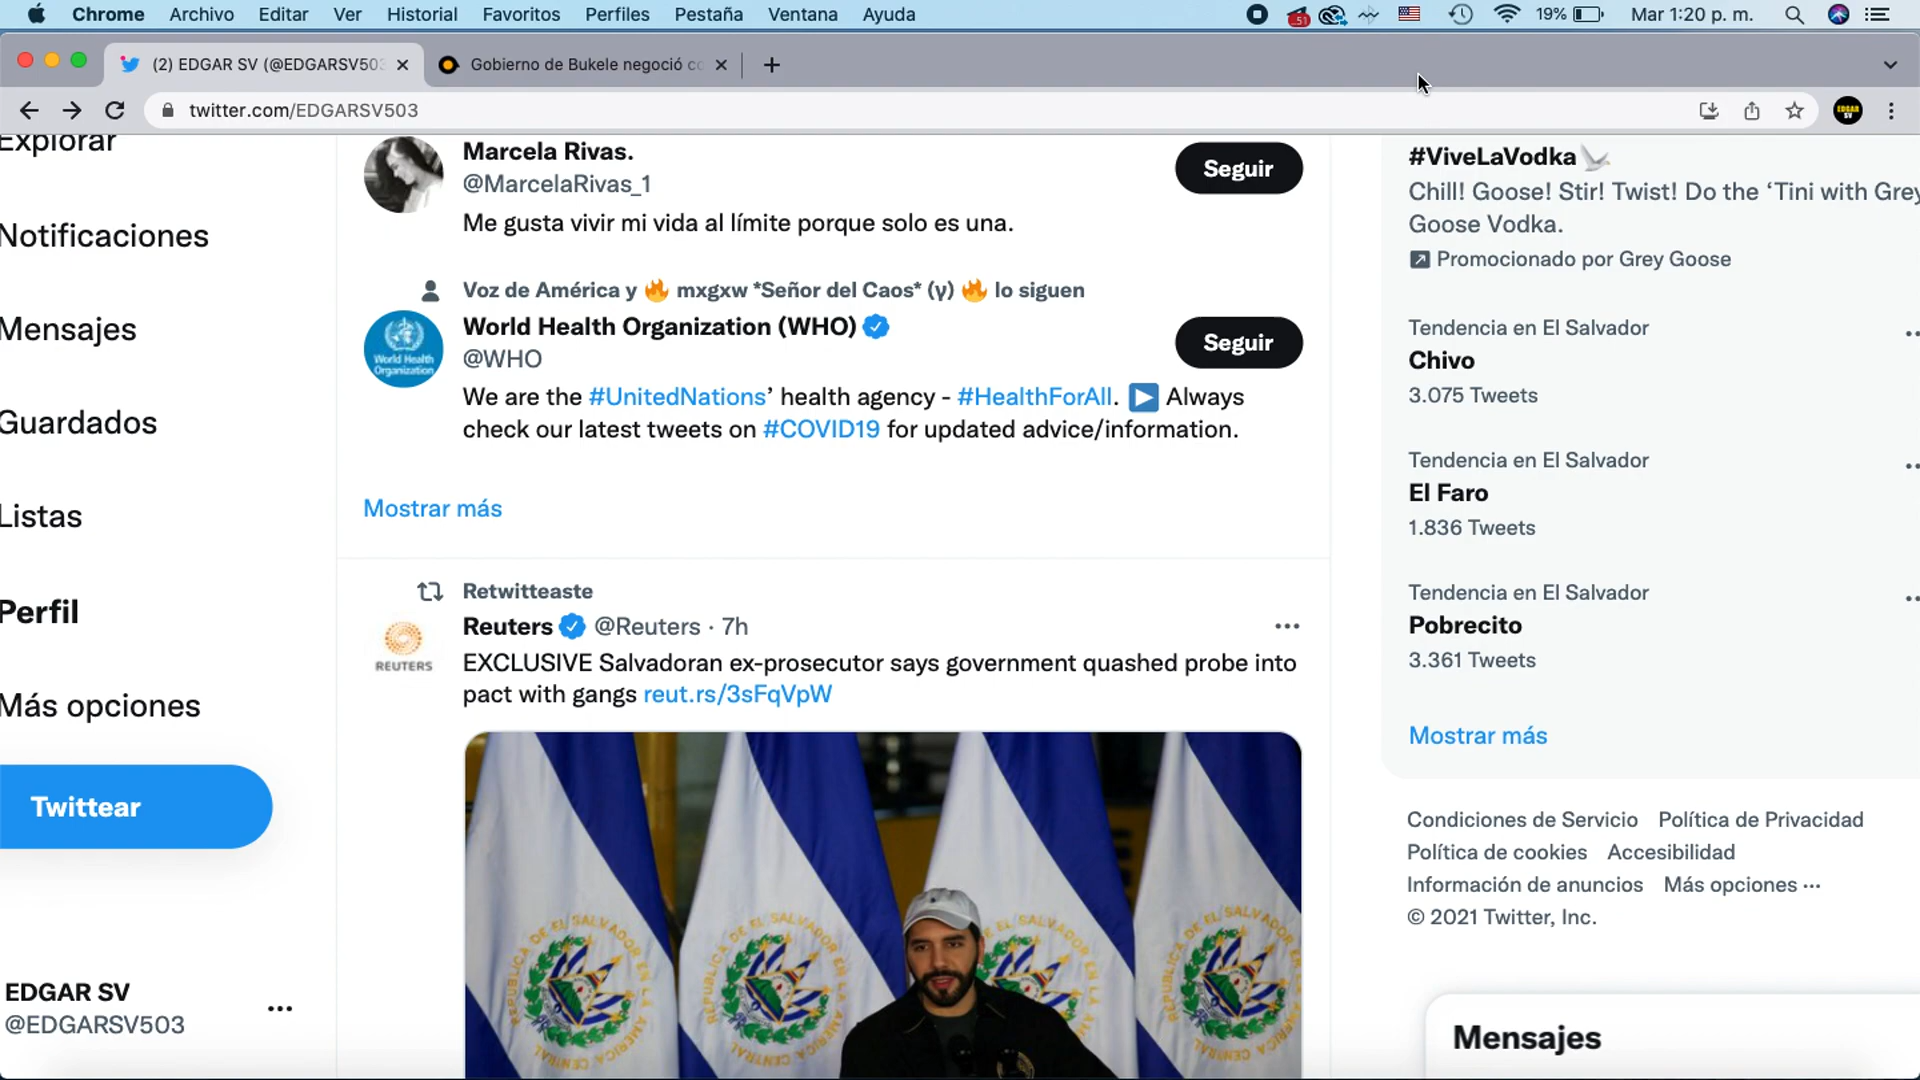 Chrome Archivo Editar Ver Historial Favoritos Perfiles Pestaña Ventana Ayuda
51
19%
Mar 1:20 p. m.
(2) EDGAR SV (@EDGARSV503
Gobierno de Bukele negoció co
twitter.com/EDGARSV503
EDGAR
SV
Explorar
Notificaciones
Mensajes
Guardados
Listas
Perfil
Más opciones
Twittear
EDGAR SV
@EDGARSV503
Marcela Rivas.
@MarcelaRivas_1
Seguir
Me gusta vivir mi vida al límite porque solo es una.
Voz de América y 🔥 mxgxw *Señor del Caos* (γ) 🔥 lo siguen
World Health
Organization
World Health Organization (WHO)
@WHO
Seguir
We are the #UnitedNations’ health agency - #HealthForAll. ▶️ Always
check our latest tweets on #COVID19 for updated advice/information.
Mostrar más
Retwitteaste
REUTERS
Reuters @Reuters · 7h
EXCLUSIVE Salvadoran ex-prosecutor says government quashed probe into
pact with gangs reut.rs/3sFqVpW
#ViveLaVodka
Chill! Goose! Stir! Twist! Do the ‘Tini with Grey
Goose Vodka.
Promocionado por Grey Goose
Tendencia en El Salvador
Chivo
3.075 Tweets
Tendencia en El Salvador
El Faro
1.836 Tweets
Tendencia en El Salvador
Pobrecito
3.361 Tweets
Mostrar más
Condiciones de Servicio Política de Privacidad
Política de cookies Accesibilidad
Información de anuncios Más opciones ···
© 2021 Twitter, Inc.
Mensajes